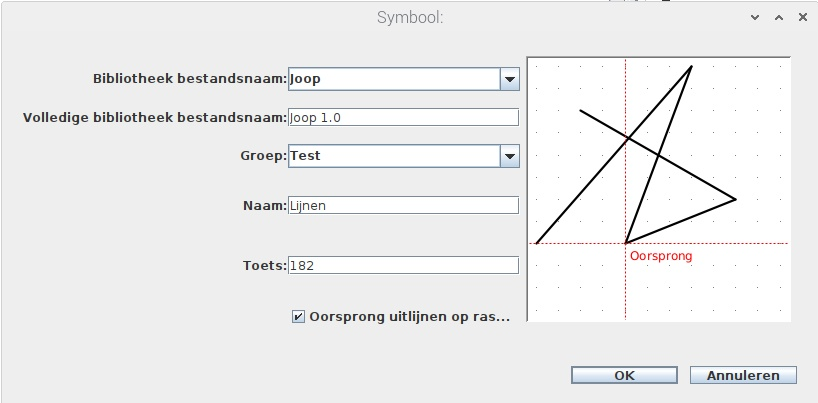 Symbool:
Bibliotheek bestandsnaam: Joop
Volledige bibliotheek bestandsnaam: Joop 1.0
Groep: Test
Naam: Lijnen
Toets: 182
Oorsprong uitlijnen op ras...
Oorsprong
OK Annuleren